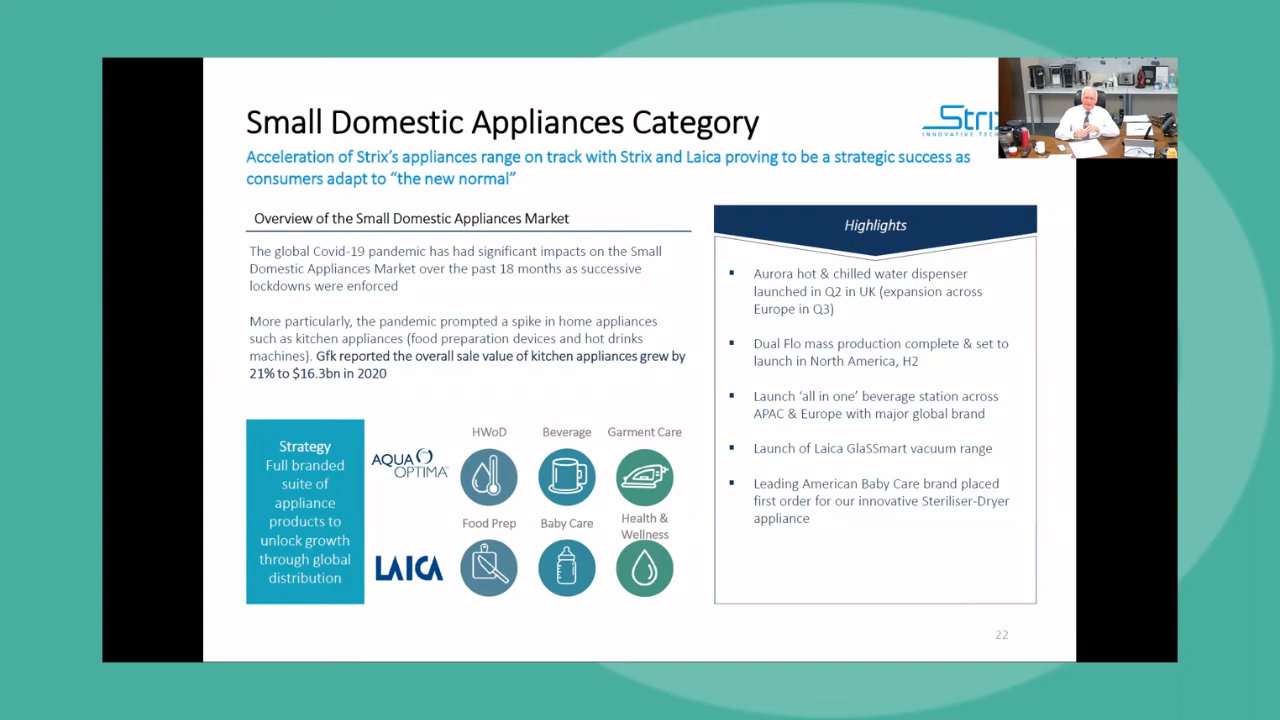 Small Domestic Appliances Category
Acceleration of Strix's appliances range on track with Strix and Laica proving to be a strategic success as
consumers adapt to “the new normal”
Overview of the Small Domestic Appliances Market
The global Covid-19 pandemic has had significant impacts on the Small
Domestic Appliances Market over the past 18 months as successive
lockdowns were enforced
More particularly, the pandemic prompted a spike in home appliances
such as kitchen appliances (food preparation devices and hot drinks
machines). Gfk reported the overall sale value of kitchen appliances grew by
21% to $16.3bn in 2020
Strategy
Full branded
suite of
appliance
products to
unlock growth
through global
distribution
AQUA
OPTIMA
LAICA
HWoD
Beverage
Garment Care
Food Prep
Baby Care
Health &
Wellness
Stri
INNOVATIVE TEC
Highlights
▪ Aurora hot & chilled water dispenser
launched in Q2 in UK (expansion across
Europe in Q3)
▪ Dual Flo mass production complete & set to
launch in North America, H2
▪ Launch ‘all in one’ beverage station across
APAC & Europe with major global brand
▪ Launch of Laica GlaSSmart vacuum range
▪ Leading American Baby Care brand placed
first order for our innovative Steriliser-Dryer
appliance
22